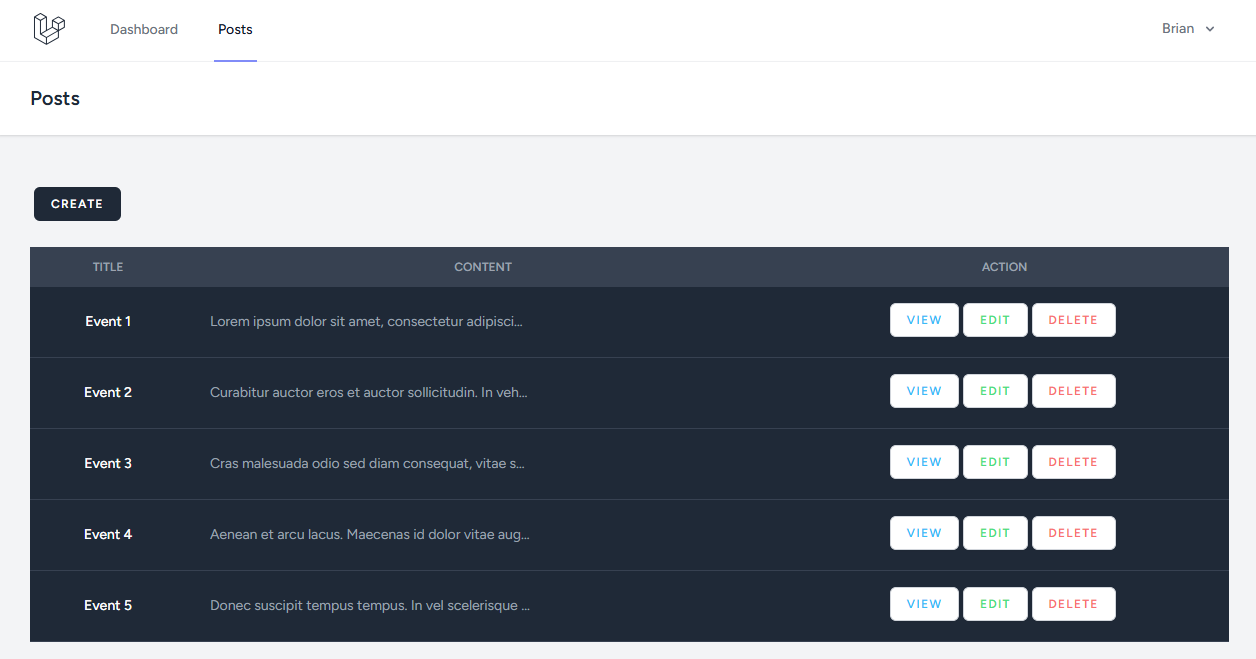 Dashboard Posts Brian
Posts
CREATE
TITLE CONTENT ACTION
Event 1 Lorem ipsum dolor sit amet, consectetur adipisci... VIEW EDIT DELETE
Event 2 Curabitur auctor eros et auctor sollicitudin. In veh... VIEW EDIT DELETE
Event 3 Cras malesuada odio sed diam consequat, vitae s... VIEW EDIT DELETE
Event 4 Aenean et arcu lacus. Maecenas id dolor vitae aug... VIEW EDIT DELETE
Event 5 Donec suscipit tempus tempus. In vel scelerisque ... VIEW EDIT DELETE